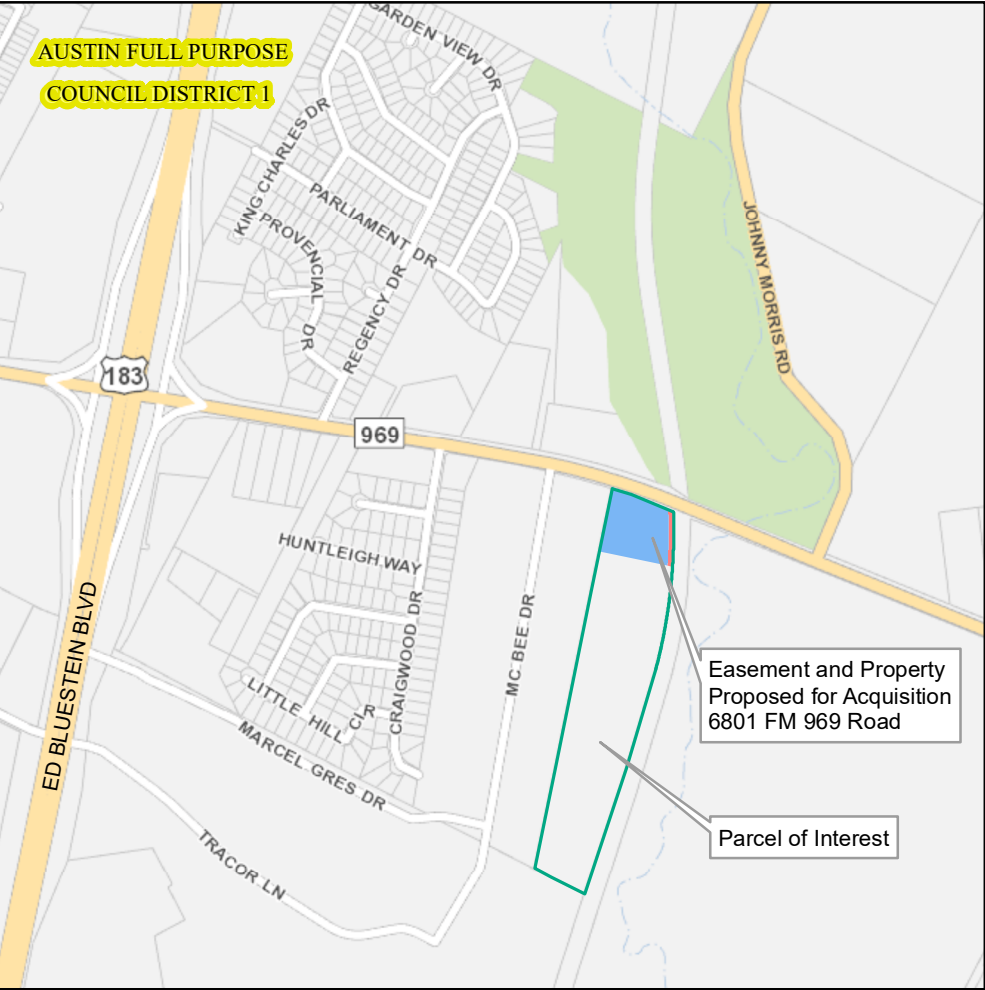 AUSTIN FULL PURPOSE
COUNCIL DISTRICT 1
GARDEN VIEW DR
KING CHARLES DR
PARLIAMENT DR
PROVENCIAL DR
REGENCY DR
JOHNNY MORRIS RD
183
969
HUNTLEIGH WAY
CRAIGWOOD DR
MC BEE DR
ED BLUESTEIN BLVD
LITTLE HILL CIR
MARCEL GRES DR
TRACOR LN
Easement and Property
Proposed for Acquisition
6801 FM 969 Road
Parcel of Interest